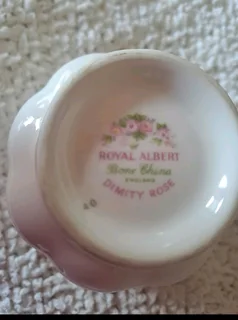 ROYAL ALBERT
Bone China
ENGLAND
DIMITY ROSE